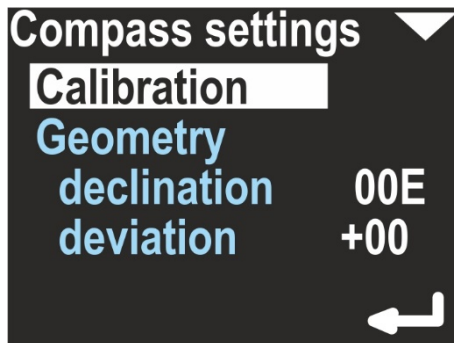 Compass settings
Calibration
Geometry
declination 00E
deviation +00